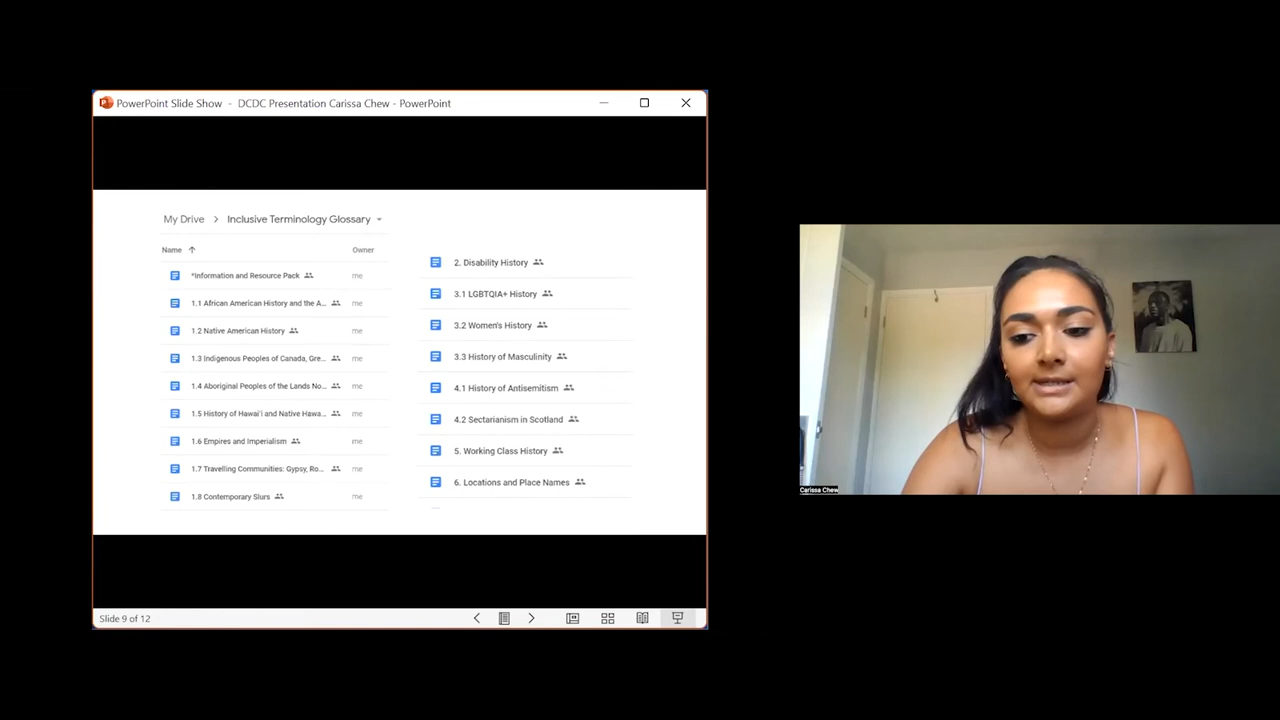 PowerPoint Slide Show - DCDC Presentation Carissa Chew - PowerPoint
My Drive > Inclusive Terminology Glossary
Name Owner
*Information and Resource Pack me
1.1 African American History and the A... me
1.2 Native American History me
1.3 Indigenous Peoples of Canada, Gre... me
1.4 Aboriginal Peoples of the Lands No... me
1.5 History of Hawai'i and Native Hawa... me
1.6 Empires and Imperialism me
1.7 Travelling Communities: Gypsy, Ro... me
1.8 Contemporary Slurs me
2. Disability History
3.1 LGBTQIA+ History
3.2 Women's History
3.3 History of Masculinity
4.1 History of Antisemitism
4.2 Sectarianism in Scotland
5. Working Class History
6. Locations and Place Names
Slide 9 of 12
Carissa Chew